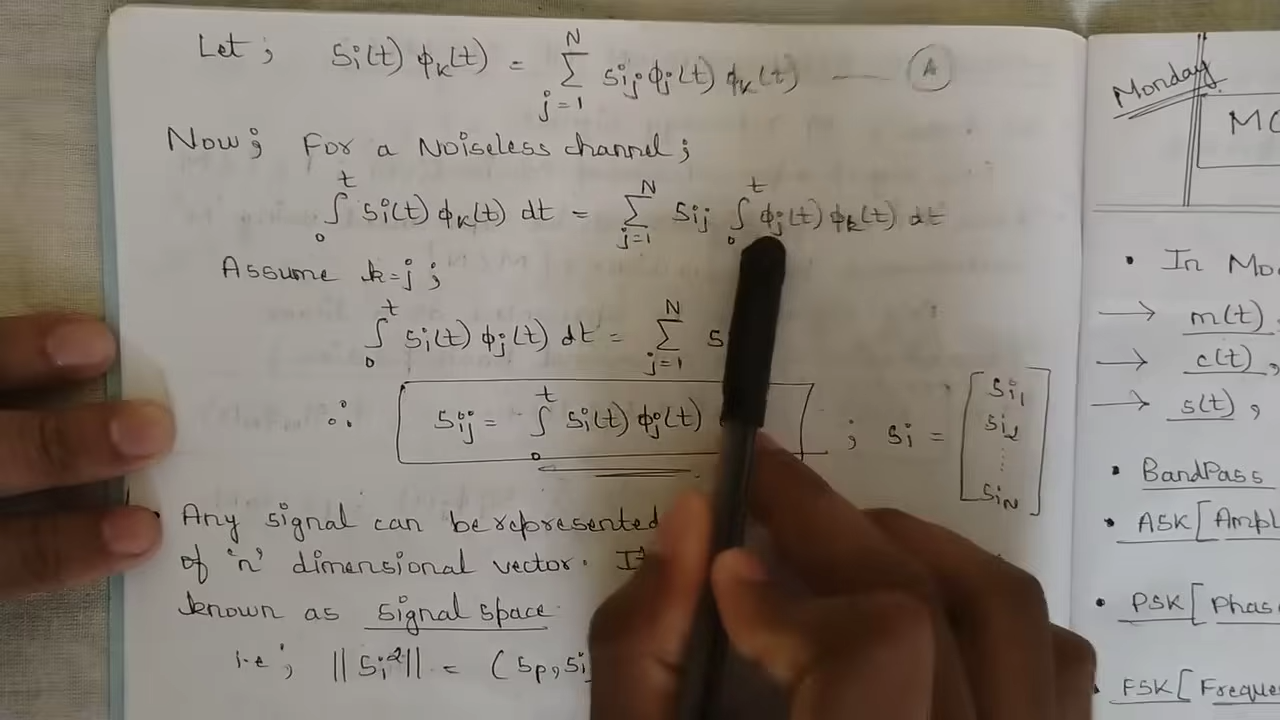 Let ; Si(t) ϕk(t) = N∑j=1 Sij ϕj(t) ϕk(t) —— (A)
Now ; For a Noiseless channel ;
t∫0 Si(t) ϕk(t) dt = N∑j=1 Sij t∫0 ϕj(t) ϕk(t) dt
Assume k=j ;
t∫0 Si(t) ϕj(t) dt = N∑j=1 S
∴ Sij = t∫0 Si(t) ϕj(t) ; Si = [Si1
Si2
⋮
SiN]
Any signal can be represented
of 'n' dimensional vector. It
known as signal space.
i.e ; ||Si²|| = (Sp, Si
Monday
MO
• In Mo
→ m(t)
→ c(t),
→ s(t),
• BandPass
• ASK [Ampl
• PSK [Phas
• FSK [Freque